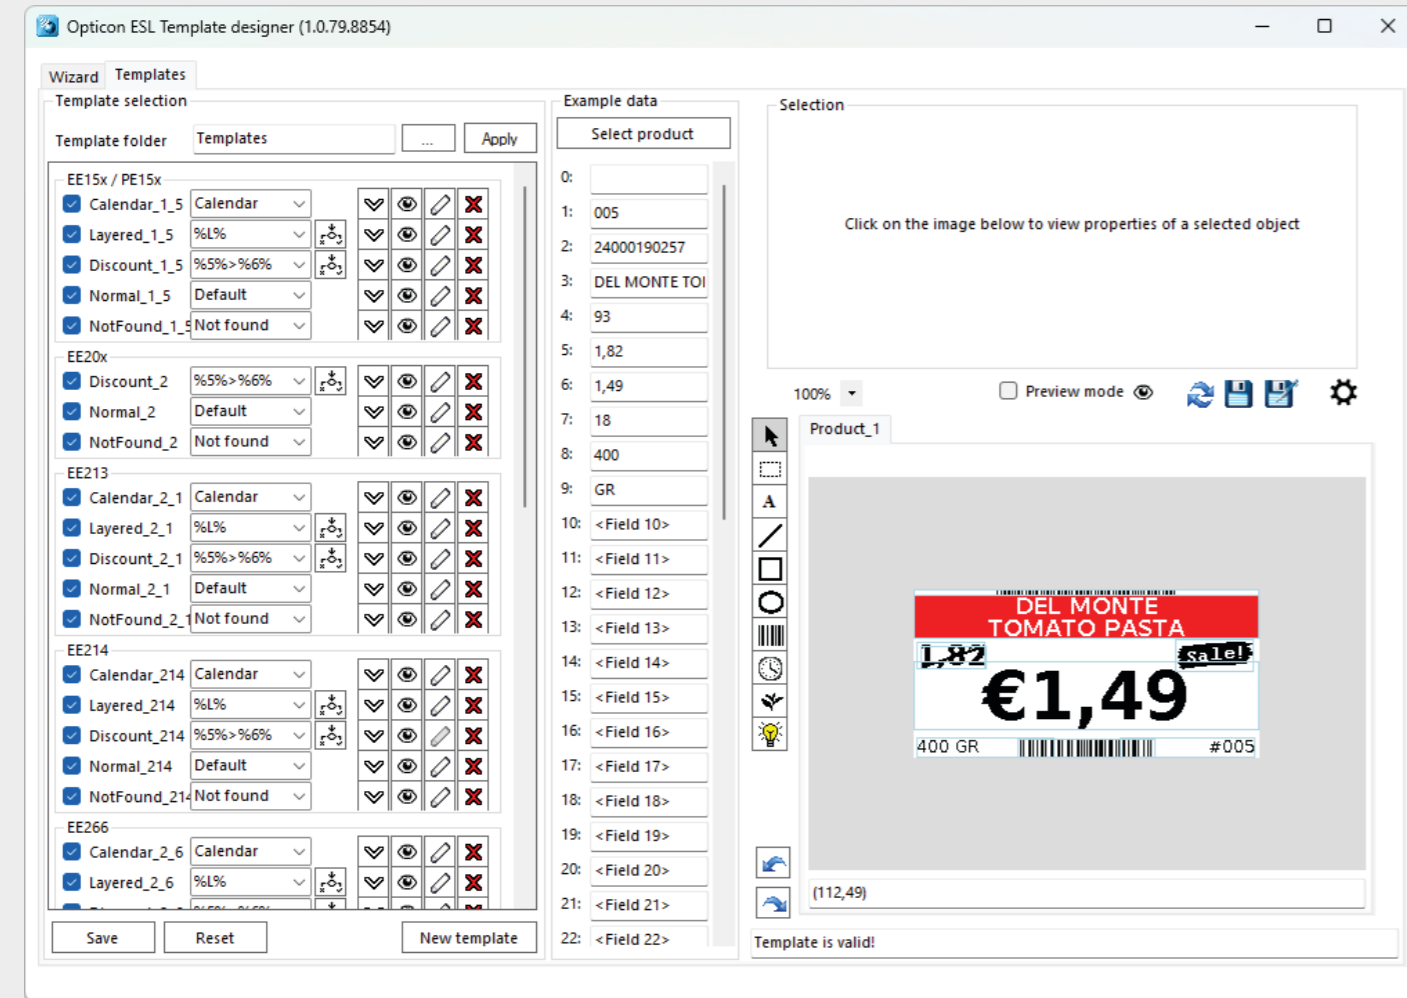 Opticon ESL Template designer (1.0.79.8854)
Wizard Templates
Template selection
Template folder Templates ... Apply
EE15x / PE15x
Calendar_1_5 Calendar
Layered_1_5 %L%
Discount_1_5 %5%>%6%
Normal_1_5 Default
NotFound_1_5 Not found
EE20x
Discount_2 %5%>%6%
Normal_2 Default
NotFound_2 Not found
EE213
Calendar_2_1 Calendar
Layered_2_1 %L%
Discount_2_1 %5%>%6%
Normal_2_1 Default
NotFound_2_1 Not found
EE214
Calendar_214 Calendar
Layered_214 %L%
Discount_214 %5%>%6%
Normal_214 Default
NotFound_214 Not found
EE266
Calendar_2_6 Calendar
Layered_2_6 %L%
Save Reset New template
Example data
Select product
0:
1: 005
2: 24000190257
3: DEL MONTE TO
4: 93
5: 1,82
6: 1,49
7: 18
8: 400
9: GR
10: <Field 10>
11: <Field 11>
12: <Field 12>
13: <Field 13>
14: <Field 14>
15: <Field 15>
16: <Field 16>
17: <Field 17>
18: <Field 18>
19: <Field 19>
20: <Field 20>
21: <Field 21>
22: <Field 22>
Selection
Click on the image below to view properties of a selected object
100% Preview mode
Product_1
A
DEL MONTE
TOMATO PASTA
1,82 Sale!
€1,49
400 GR #005
(112,49)
Template is valid!